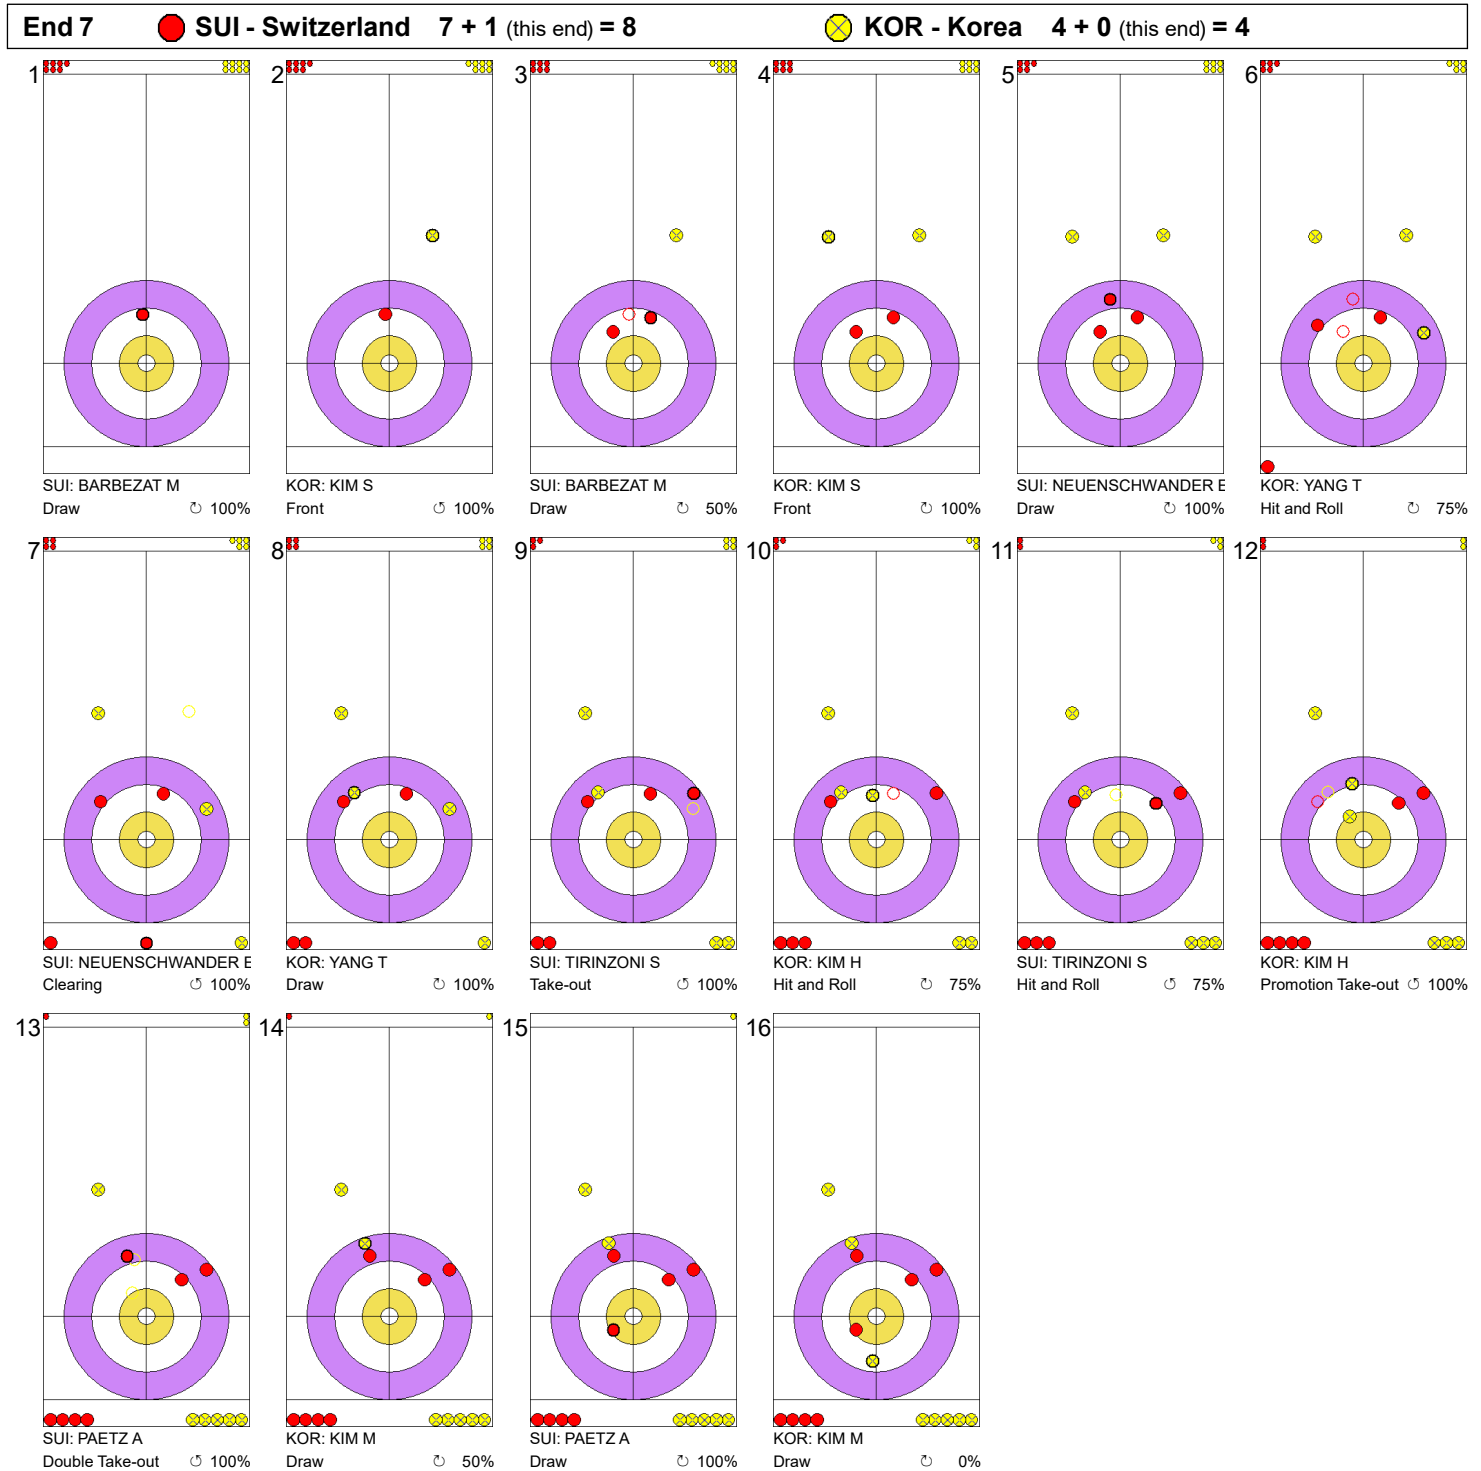 End 7 SUI - Switzerland 7 + 1 (this end) = 8 KOR - Korea 4 + 0 (this end) = 4
1 2 3 4 5 6
SUI: BARBEZAT M KOR: KIM S SUI: BARBEZAT M KOR: KIM S SUI: NEUENSCHWANDER E KOR: YANG T
Draw ↻ 100% Front ↺ 100% Draw ↻ 50% Front ↺ 100% Draw ↻ 100% Hit and Roll ↻ 75%
7 8 9 10 11 12
SUI: NEUENSCHWANDER E KOR: YANG T SUI: TIRINZONI S KOR: KIM H SUI: TIRINZONI S KOR: KIM H
Clearing ↺ 100% Draw ↻ 100% Take-out ↺ 100% Hit and Roll ↻ 75% Hit and Roll ↺ 75% Promotion Take-out ↺ 100%
13 14 15 16
SUI: PAETZ A KOR: KIM M SUI: PAETZ A KOR: KIM M
Double Take-out ↺ 100% Draw ↻ 50% Draw ↻ 100% Draw ↻ 0%